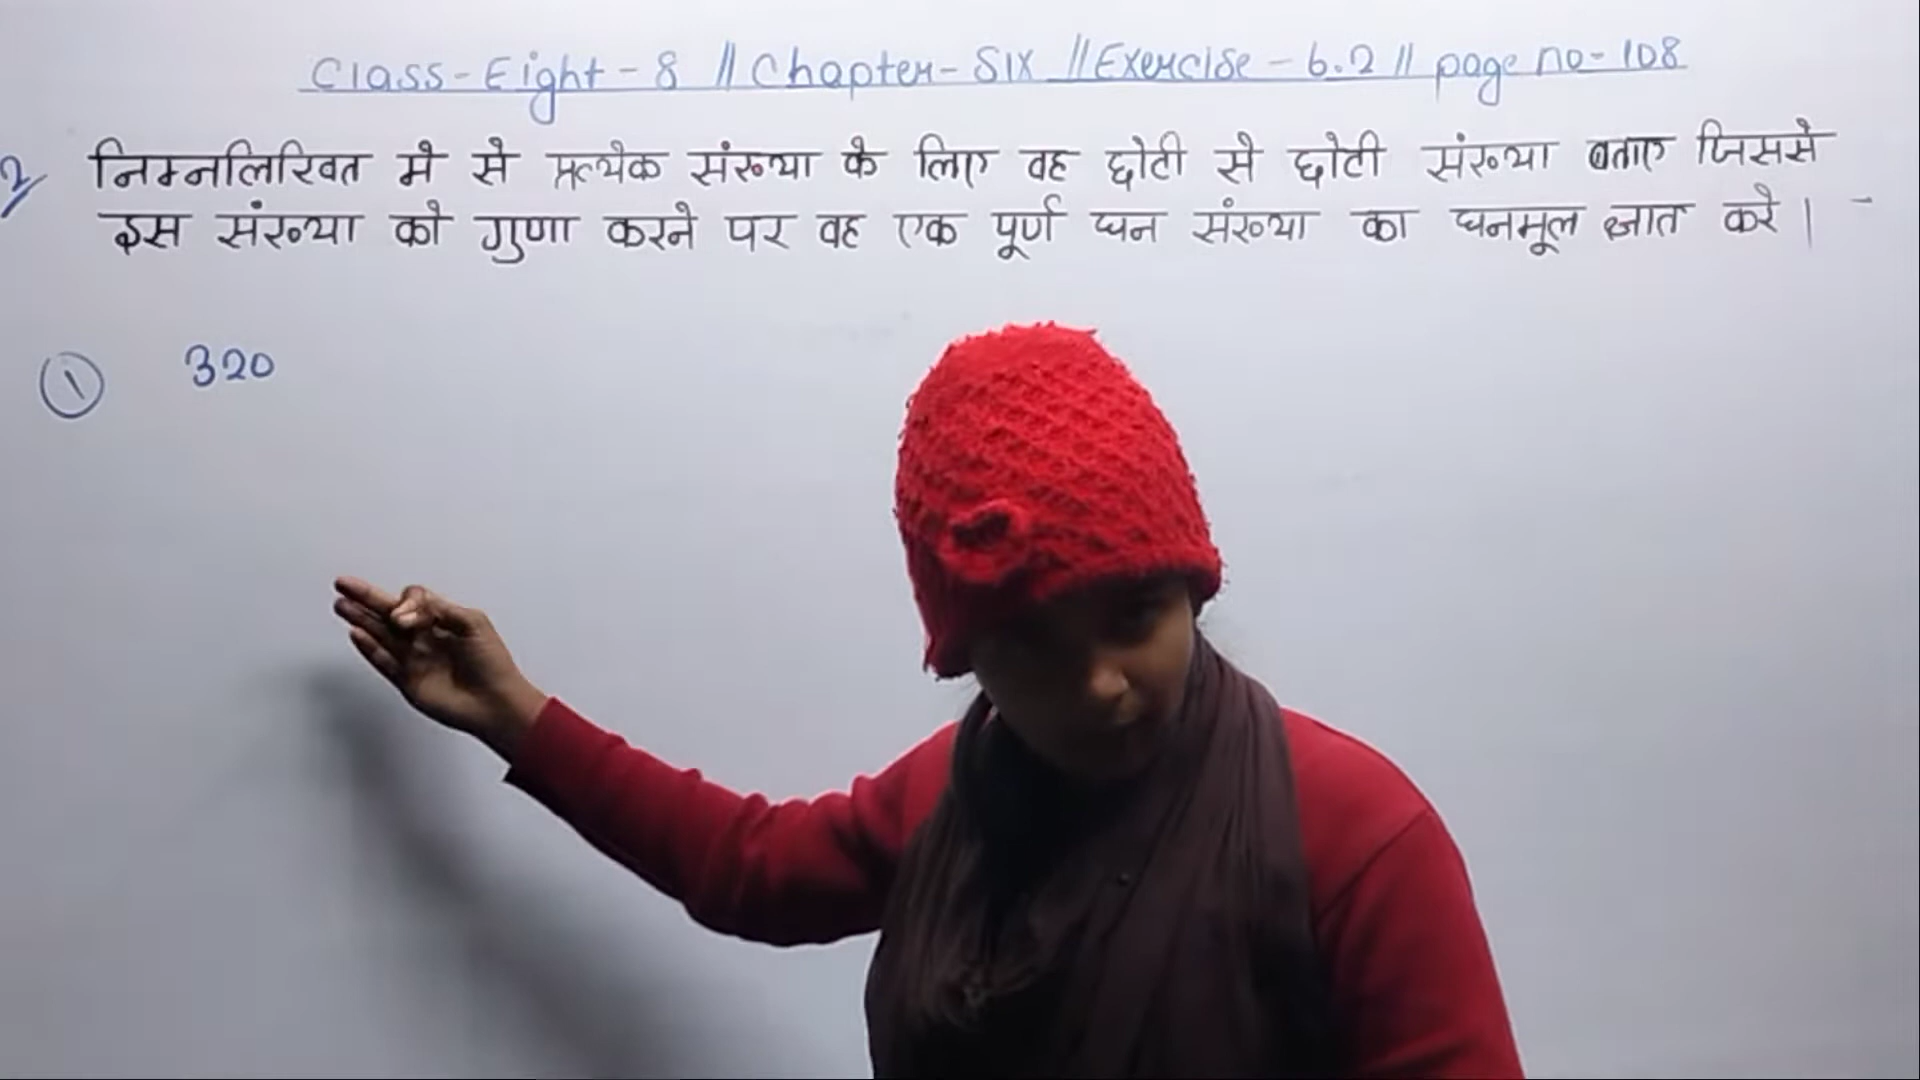 Class-Eight-8 || Chapter-Six || Exercise-6.2 || page no-108
2 निम्नलिखित मे से प्रत्येक संख्या के लिए वह छोटी से छोटी संख्या बताए जिससे
इस संख्या को गुणा करने पर वह एक पूर्ण घन संख्या का घनमूल ज्ञात करे। -
① 320